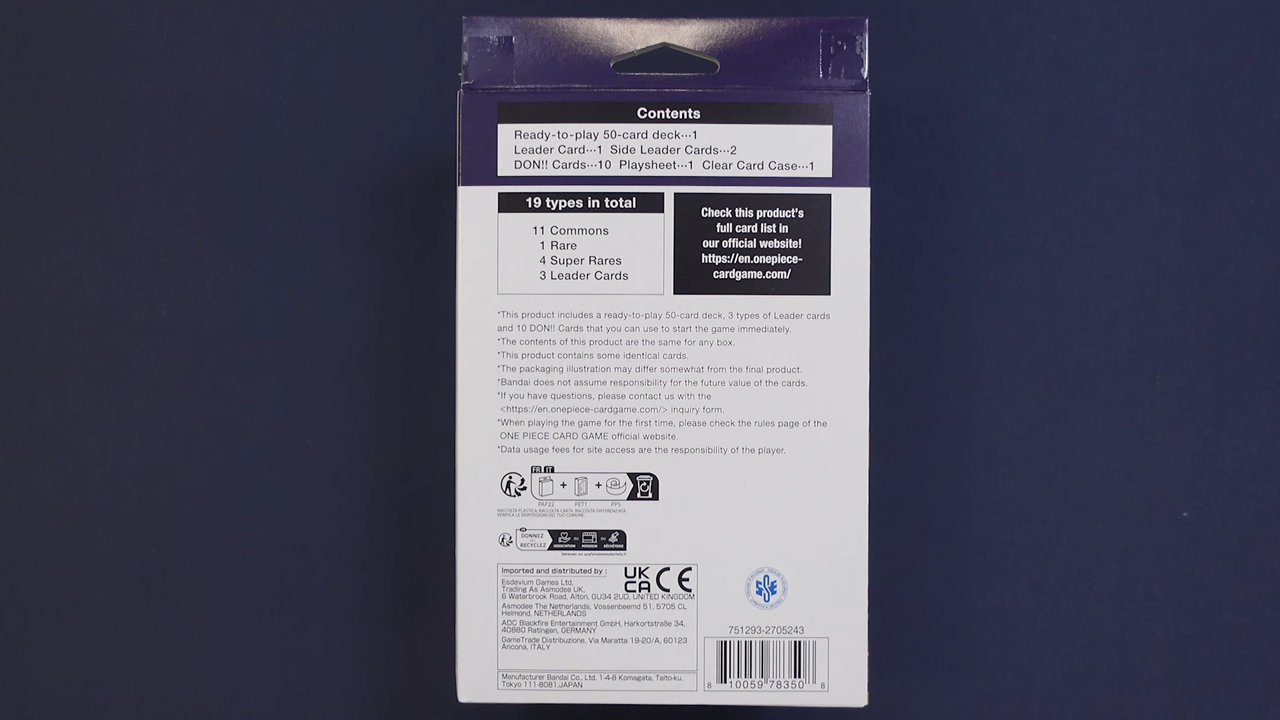 Contents
Ready-to-play 50-card deck···1
Leader Card···1 Side Leader Cards···2
DON!! Cards···10 Playsheet···1 Clear Card Case···1
19 types in total
11 Commons
1 Rare
4 Super Rares
3 Leader Cards
Check this product's
full card list in
our official website!
https://en.onepiece-
cardgame.com/
*This product includes a ready-to-play 50-card deck, 3 types of Leader cards
and 10 DON!! Cards that you can use to start the game immediately.
*The contents of this product are the same for any box.
*This product contains some identical cards.
*The packaging illustration may differ somewhat from the final product.
*Bandai does not assume responsibility for the future value of the cards.
*If you have questions, please contact us with the
<https://en.onepiece-cardgame.com/> inquiry form.
*When playing the game for the first time, please check the rules page of the
ONE PIECE CARD GAME official website.
*Data usage fees for site access are the responsibility of the player.
FR IT
PAP22 PET1 PP5
RACCOLTA PLASTICA, RACCOLTA CARTA, RACCOLTA DIFFERENZIATA.
VERIFICA LE DISPOSIZIONI DEL TUO COMUNE.
DONNEZ
RECYCLEZ
ASSOCIATION OU MAGASIN OU DÉCHÈTERIE
Imported and distributed by :
Esdevium Games Ltd.
Trading As Asmodee UK,
6 Waterbrook Road, Alton, GU34 2UD, UNITED KINGDOM
Asmodee The Netherlands, Vossenbeemd 51, 5705 CL
Helmond, NETHERLANDS
ADC Blackfire Entertainment GmbH, Harkortstraße 34,
40880 Ratingen, GERMANY
GameTrade Distribuzione, Via Maratta 19-20/A, 60123
Ancona, ITALY
UK
CA CE
Manufacturer Bandai Co., Ltd. 1-4-8 Komagata, Taito-ku,
Tokyo 111-8081,JAPAN
751293-2705243
8 10059 78350 8